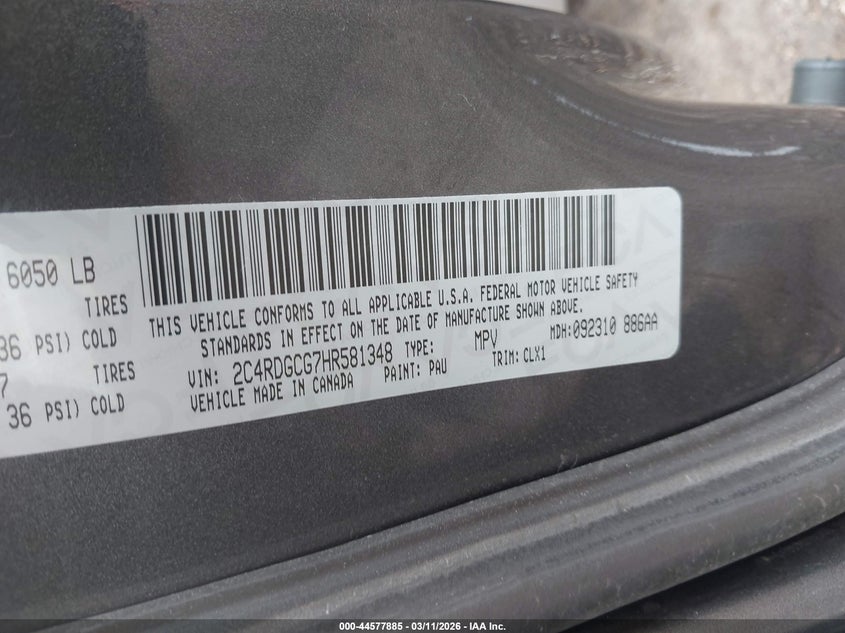 6050 LB
TIRES
36 PSI) COLD
7
TIRES
36 PSI) COLD
THIS VEHICLE CONFORMS TO ALL APPLICABLE U.S.A. FEDERAL MOTOR VEHICLE SAFETY
STANDARDS IN EFFECT ON THE DATE OF MANUFACTURE SHOWN ABOVE.
VIN: 2C4RDGCG7HR581348 TYPE: MPV MDH: 092310 886AA
VEHICLE MADE IN CANADA PAINT: PAU TRIM: CLX1
000-44577885 / 03/11/2026 - IAA Inc.